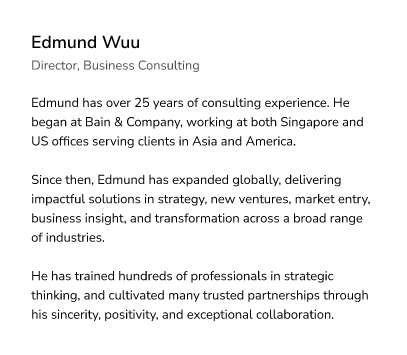 Edmund Wuu
Director, Business Consulting
Edmund has over 25 years of consulting experience. He
began at Bain & Company, working at both Singapore and
US offices serving clients in Asia and America.
Since then, Edmund has expanded globally, delivering
impactful solutions in strategy, new ventures, market entry,
business insight, and transformation across a broad range
of industries.
He has trained hundreds of professionals in strategic
thinking, and cultivated many trusted partnerships through
his sincerity, positivity, and exceptional collaboration.